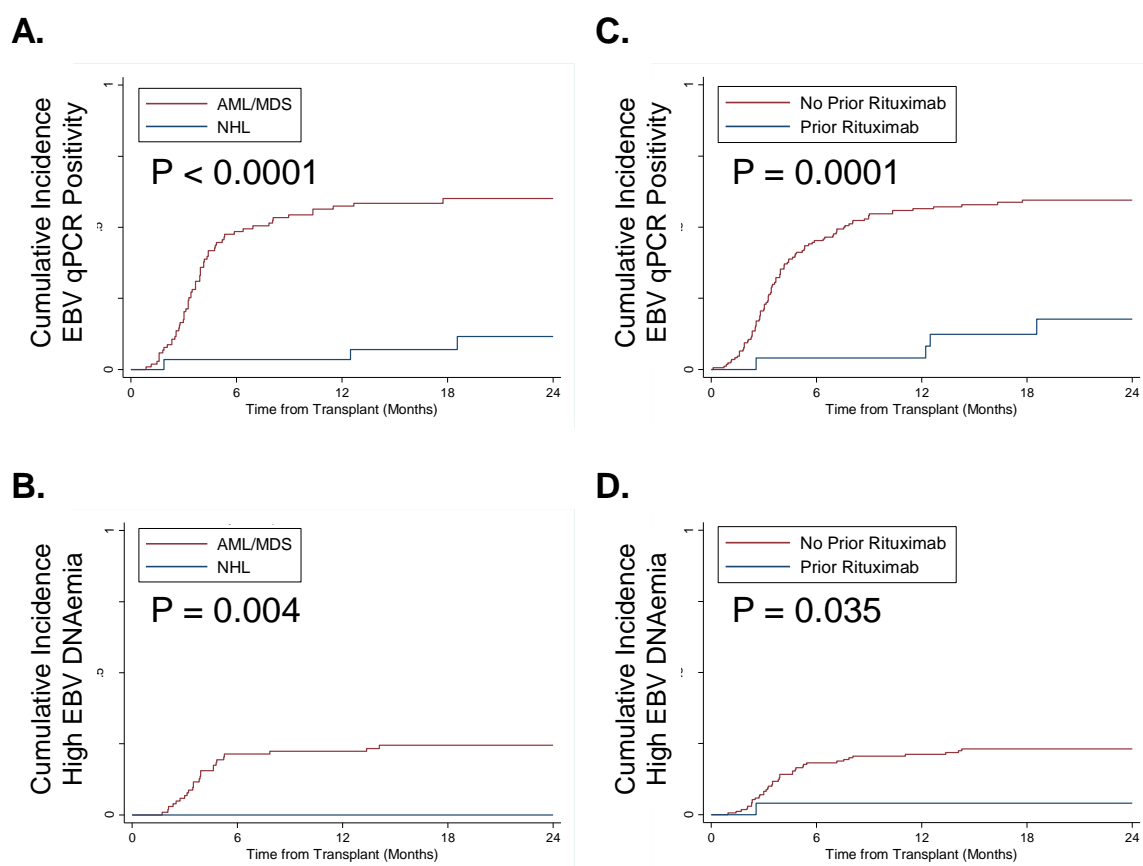 A.
Cumulative Incidence
EBV qPCR Positivity
1
0
AML/MDS
NHL
P < 0.0001
0 6 12 18 24
Time from Transplant (Months)
C.
Cumulative Incidence
EBV qPCR Positivity
1
0
No Prior Rituximab
Prior Rituximab
P = 0.0001
0 6 12 18 24
Time from Transplant (Months)
B.
Cumulative Incidence
High EBV DNAemia
1
0
AML/MDS
NHL
P = 0.004
0 6 12 18 24
Time from Transplant (Months)
D.
Cumulative Incidence
High EBV DNAemia
1
0
No Prior Rituximab
Prior Rituximab
P = 0.035
0 6 12 18 24
Time from Transplant (Months)